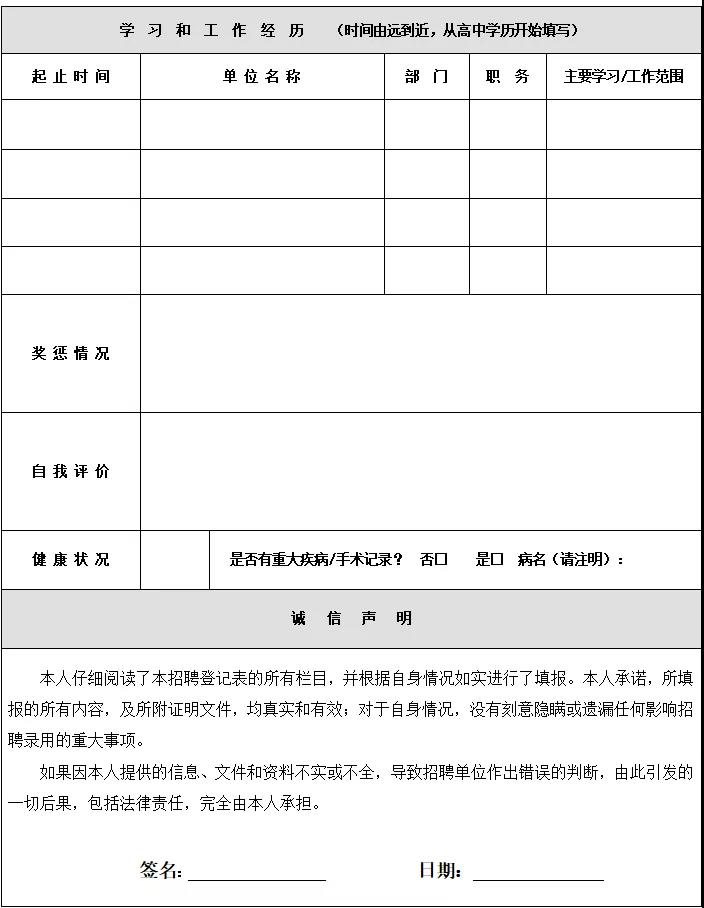 学 习 和 工 作 经 历 （时间由远到近，从高中学历开始填写）
起 止 时 间 单 位 名 称 部 门 职 务 主要学习/工作范围
奖 惩 情 况
自 我 评 价
健 康 状 况 是否有重大疾病/手术记录？ 否口 是口 病名（请注明）：
诚 信 声 明
本人仔细阅读了本招聘登记表的所有栏目，并根据自身情况如实进行了填报。本人承诺，所填
报的所有内容，及所附证明文件，均真实和有效；对于自身情况，没有刻意隐瞒或遗漏任何影响招
聘录用的重大事项。
如果因本人提供的信息、文件和资料不实或不全，导致招聘单位作出错误的判断，由此引发的
一切后果，包括法律责任，完全由本人承担。
签名： 日期：